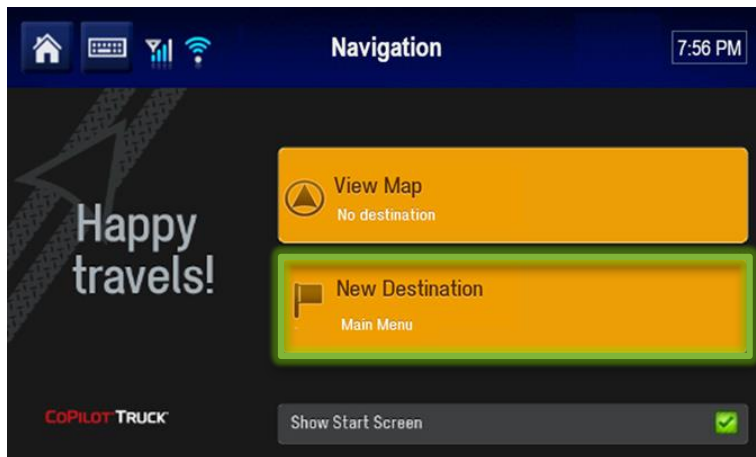 Navigation
7:56 PM
Happy
travels!
View Map
No destination
New Destination
Main Menu
COPILOT TRUCK
Show Start Screen